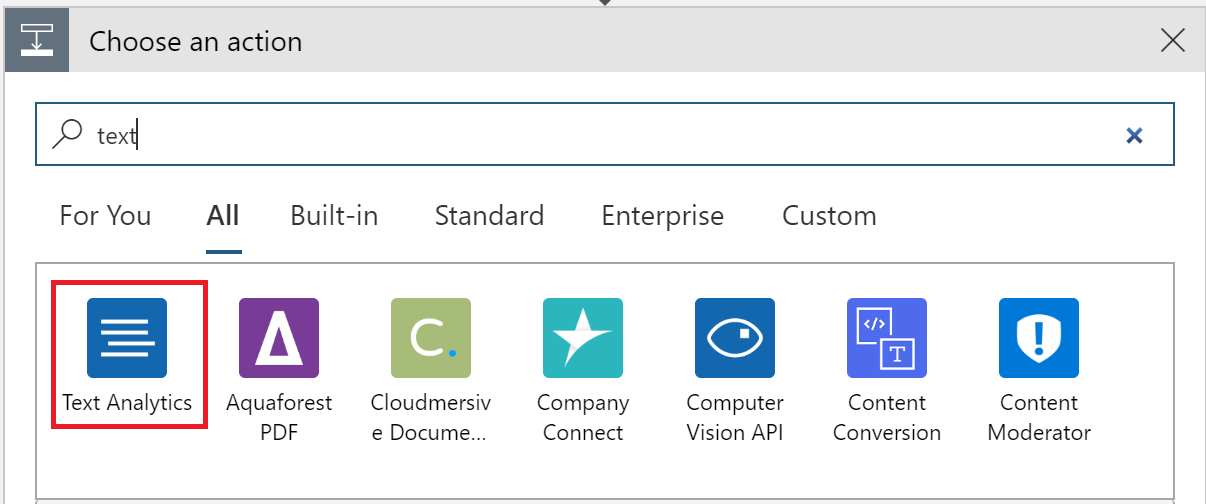 Choose an action
text
For You All Built-in Standard Enterprise Custom
Text Analytics Aquaforest Cloudmersiv Company Computer Content Content
PDF e Docume... Connect Vision API Conversion Moderator